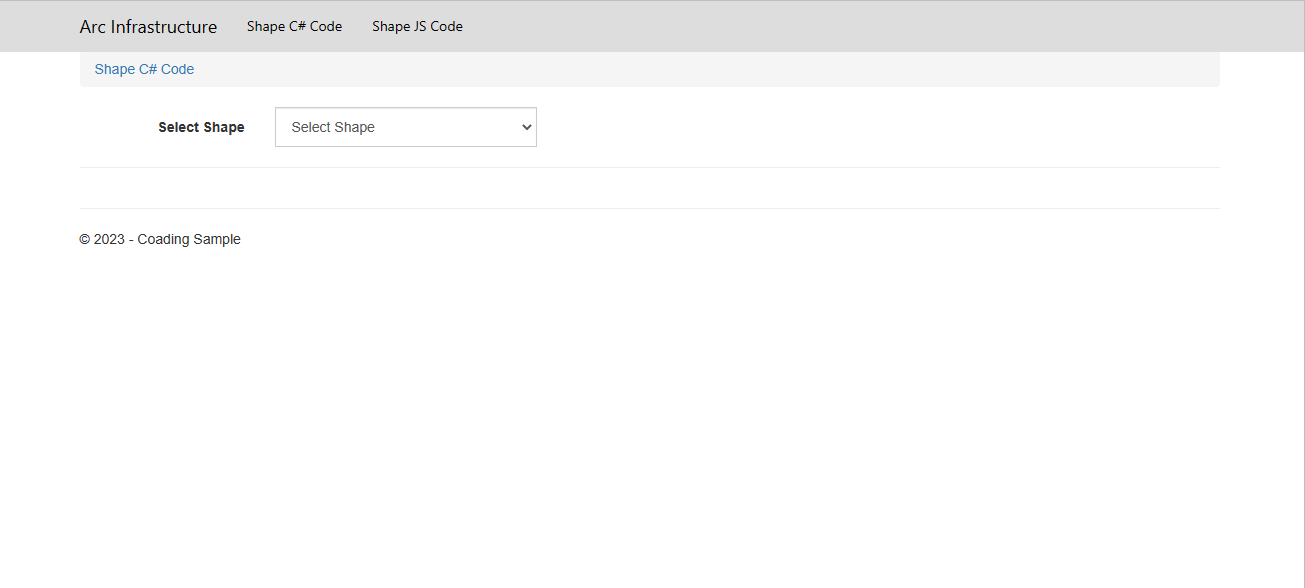 Arc Infrastructure Shape C# Code Shape JS Code
Shape C# Code
Select Shape Select Shape
© 2023 - Coading Sample